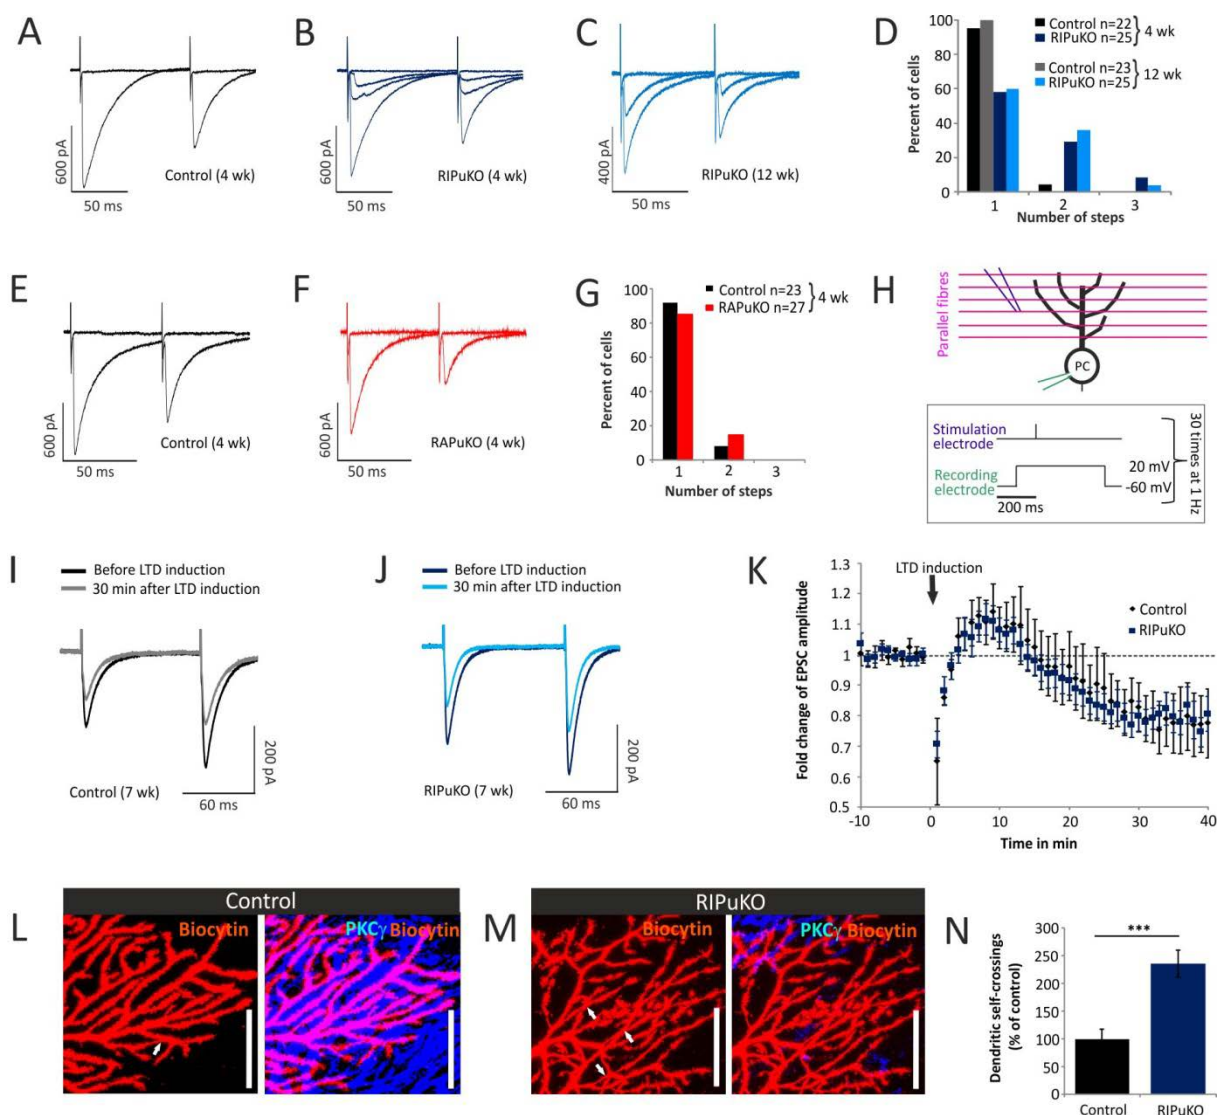 A
600 pA
Control (4 wk)
50 ms
B
600 pA
RIPuKO (4 wk)
50 ms
C
400 pA
RIPuKO (12 wk)
50 ms
D
Percent of cells
100
80
60
40
20
0
Control n=22
RIPuKO n=25
} 4 wk
Control n=23
RIPuKO n=25
} 12 wk
1 2 3
Number of steps
E
600 pA
Control (4 wk)
50 ms
F
600 pA
RAPuKO (4 wk)
50 ms
G
Percent of cells
100
80
60
40
20
0
Control n=23
RAPuKO n=27
} 4 wk
1 2 3
Number of steps
H
Parallel fibres
PC
Stimulation
electrode
Recording
electrode
20 mV
-60 mV
200 ms
30 times at 1 Hz
I
Before LTD induction
30 min after LTD induction
200 pA
Control (7 wk)
60 ms
J
Before LTD induction
30 min after LTD induction
200 pA
RIPuKO (7 wk)
60 ms
K
LTD induction
Fold change of EPSC amplitude
1.3
1.2
1.1
1
0.9
0.8
0.7
0.6
0.5
Control
RIPuKO
-10 0 10 20 30 40
Time in min
Control
L
Biocytin
PKCγ Biocytin
RIPuKO
M
Biocytin
PKCγ Biocytin
N
Dendritic self-crossings
(% of control)
300
250
200
150
100
50
0
***
Control RIPuKO